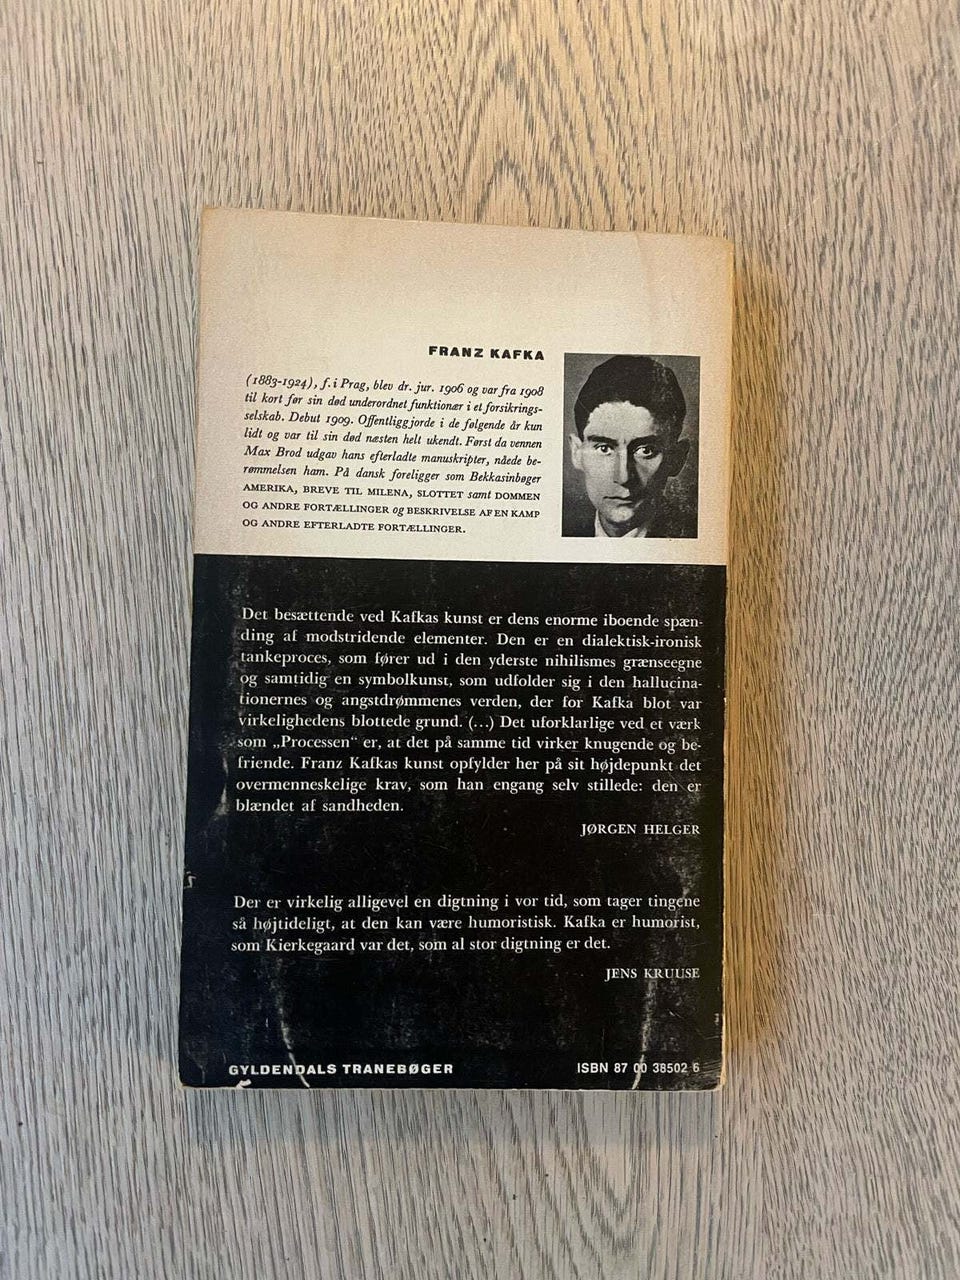 FRANZ KAFKA
(1883-1924), f. i Prag, blev dr. jur. 1906 og var fra 1908
til kort før sin død underordnet funktionær i et forsikrings-
selskab. Debut 1909. Offentliggjorde i de følgende år kun
lidt og var til sin død næsten helt ukendt. Først da vennen
Max Brod udgav hans efterladte manuskripter, nåede be-
rømmelsen ham. På dansk foreligger som Bekkasinbøger
AMERIKA, BREVE TIL MILENA, SLOTTET samt DOMMEN
OG ANDRE FORTÆLLINGER og BESKRIVELSE AF EN KAMP
OG ANDRE EFTERLADTE FORTÆLLINGER.
Det besættende ved Kafkas kunst er dens enorme iboende spæn-
ding af modstridende elementer. Den er en dialektisk-ironisk
tankeproces, som fører ud i den yderste nihilismes grænseegne
og samtidig en symbolkunst, som udfolder sig i den hallucina-
tionernes og angstdrømmenes verden, der for Kafka blot var
virkelighedens blottede grund. (...) Det uforklarlige ved et værk
som „Processen“ er, at det på samme tid virker knugende og be-
friende. Franz Kafkas kunst opfylder her på sit højdepunkt det
overmenneskelige krav, som han engang selv stillede: den er
blændet af sandheden.
JØRGEN HELGER
Der er virkelig alligevel en digtning i vor tid, som tager tingene
så højtideligt, at den kan være humoristisk. Kafka er humorist,
som Kierkegaard var det, som al stor digtning er det.
JENS KRUUSE
GYLDENDALS TRANEBØGER
ISBN 87 00 38502 6